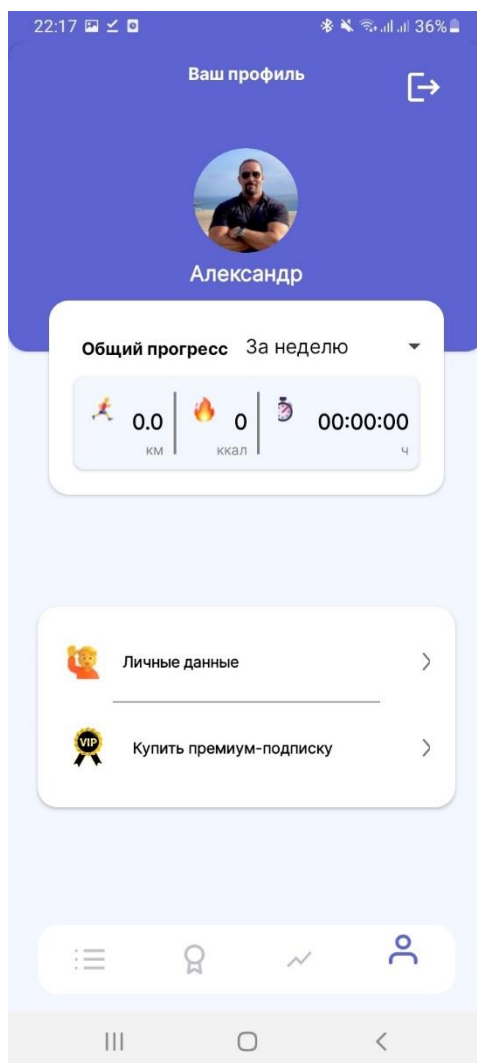 22:17 36%
Ваш профиль
Александр
Общий прогресс За неделю
0.0 0 00:00:00
км ккал ч
Личные данные
VIP Купить премиум-подписку